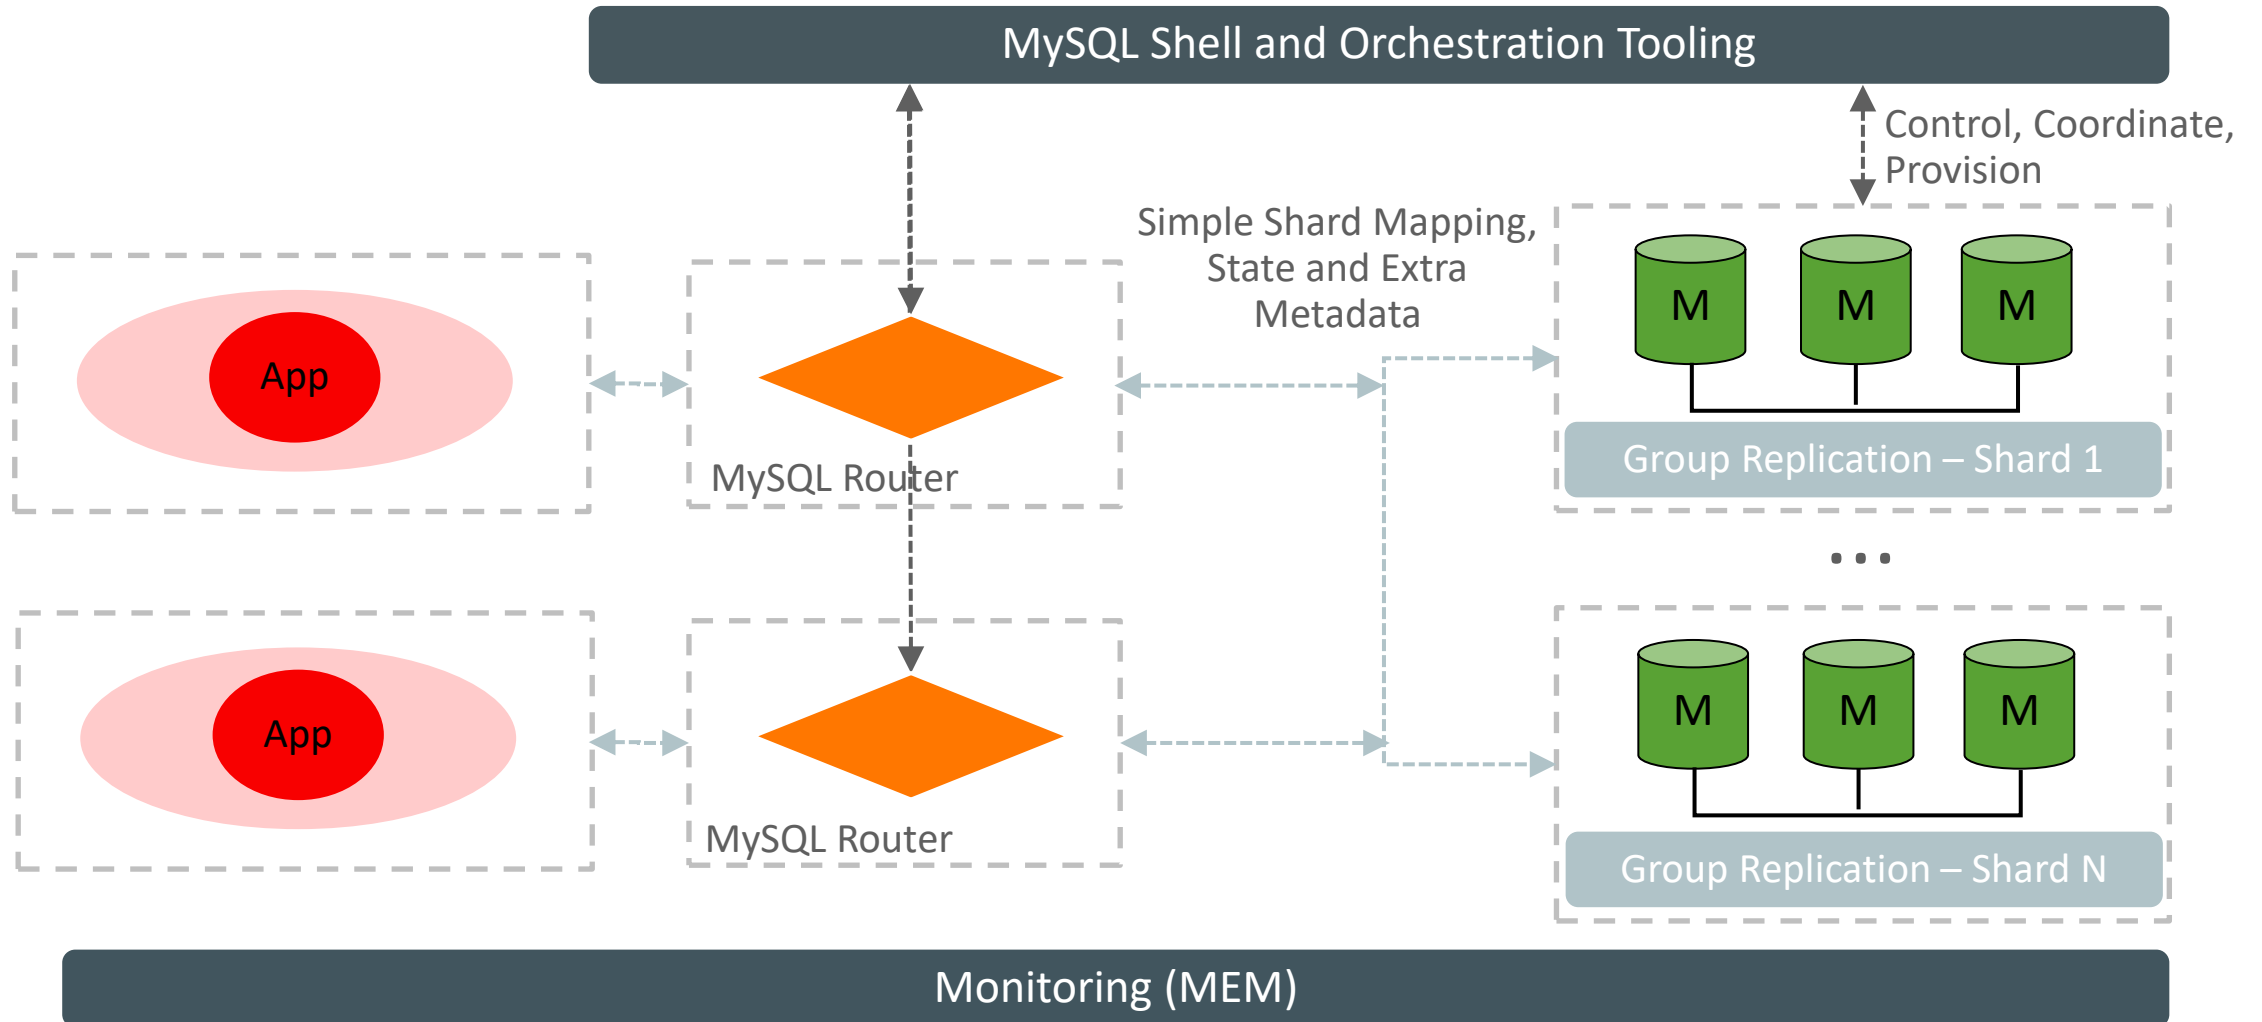 MySQL Shell and Orchestration Tooling
Control, Coordinate,
Provision
Simple Shard Mapping,
State and Extra
Metadata
App
MySQL Router
M M M
Group Replication – Shard 1
...
App
MySQL Router
M M M
Group Replication – Shard N
Monitoring (MEM)